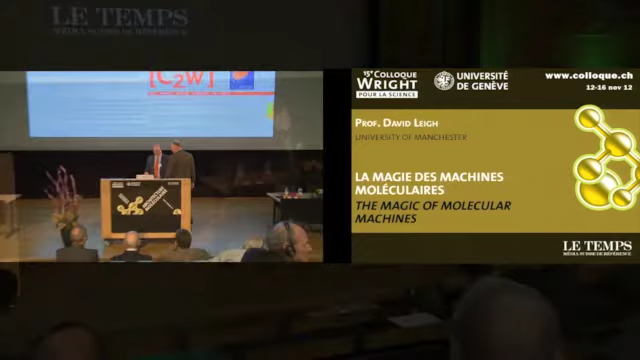 LE TEMPS
MÉDIA SUISSE DE RÉFÉRENCE
[C2W]
15e COLLOQUE
WRIGHT
POUR LA SCIENCE
UNIVERSITÉ
DE GENÈVE
www.colloque.ch
12-16 nov 12
PROF. DAVID LEIGH
UNIVERSITY OF MANCHESTER
LA MAGIE DES MACHINES
MOLÉCULAIRES
THE MAGIC OF MOLECULAR
MACHINES
LE TEMPS
MÉDIA SUISSE DE RÉFÉRENCE